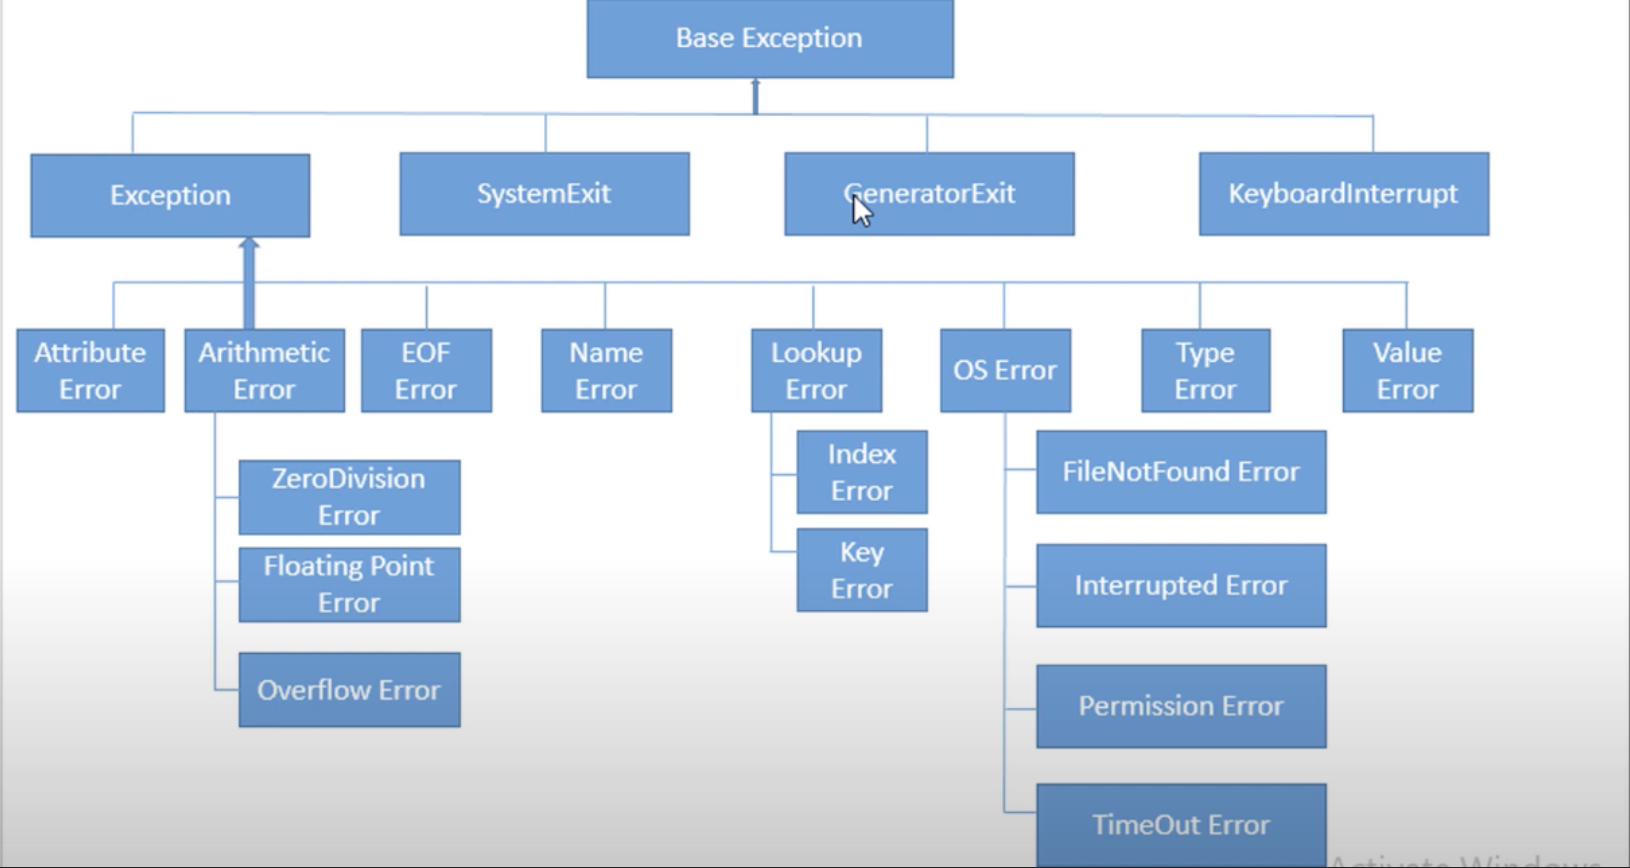 Base Exception
Exception
SystemExit
GeneratorExit
KeyboardInterrupt
Attribute
Error
Arithmetic
Error
EOF
Error
Name
Error
Lookup
Error
OS Error
Type
Error
Value
Error
ZeroDivision
Error
Floating Point
Error
Overflow Error
Index
Error
Key
Error
FileNotFound Error
Interrupted Error
Permission Error
TimeOut Error
Activate Windows